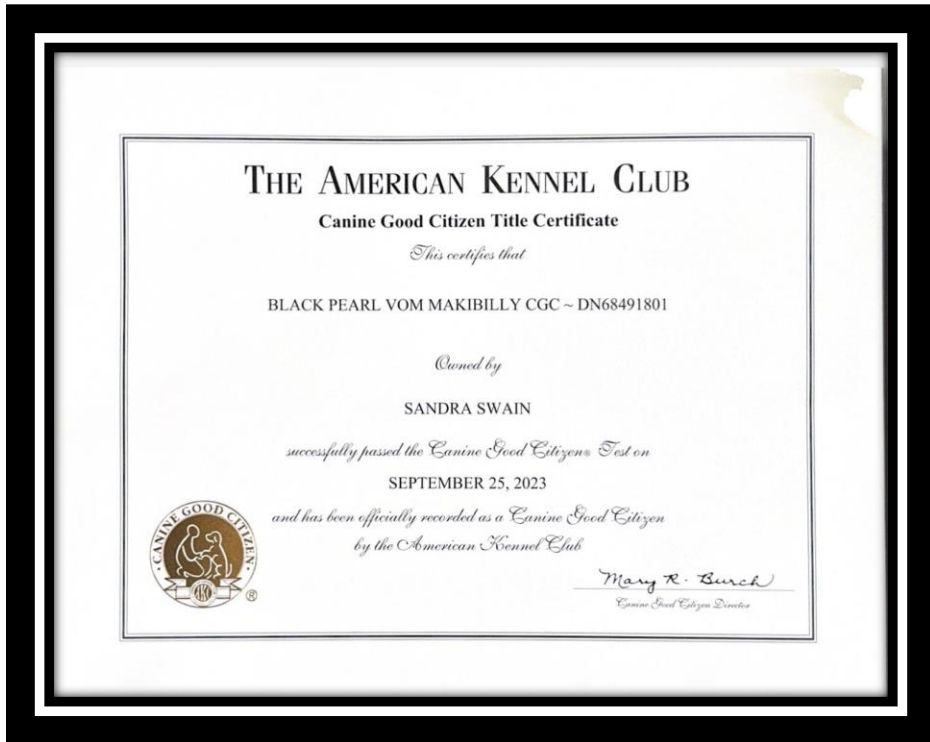 THE AMERICAN KENNEL CLUB
Canine Good Citizen Title Certificate
This certifies that
BLACK PEARL VOM MAKIBILLY CGC ~ DN68491801
Owned by
SANDRA SWAIN
successfully passed the Canine Good Citizen® Test on
SEPTEMBER 25, 2023
and has been officially recorded as a Canine Good Citizen
by the American Kennel Club
CANINE GOOD CITIZEN
AKC
®
Mary R. Burch
Canine Good Citizen Director